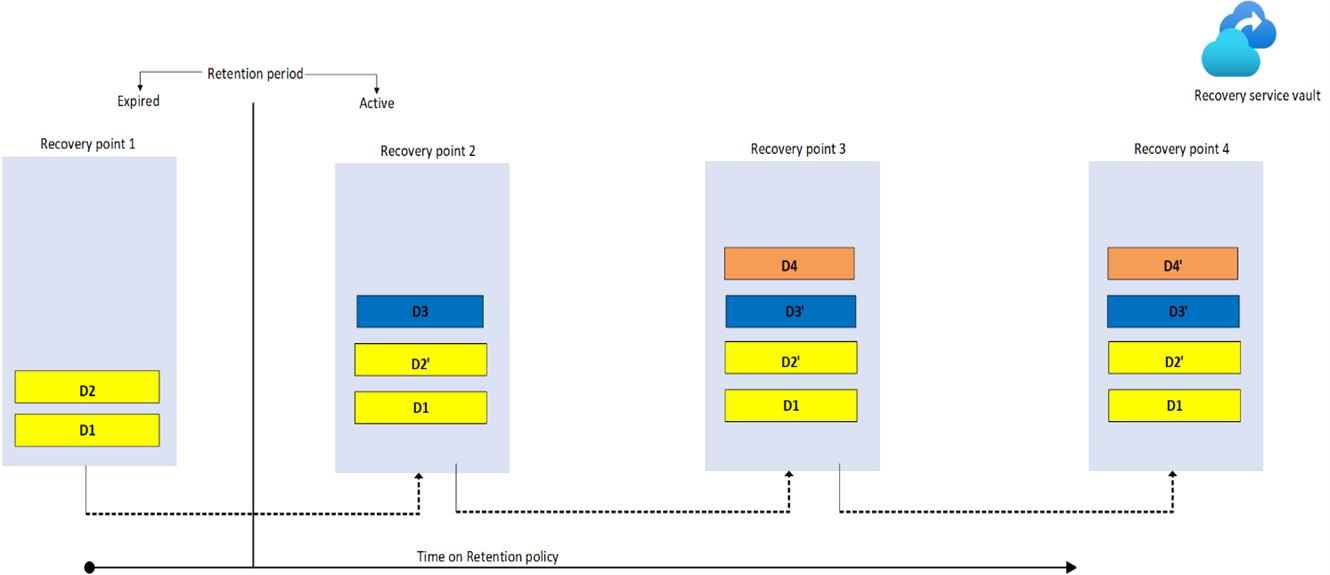 Retention period
Expired
Active
Recovery service vault
Recovery point 1
Recovery point 2
Recovery point 3
Recovery point 4
D2
D1
D3
D2'
D1
D4
D3'
D2'
D1
D4'
D3'
D2'
D1
Time on Retention policy